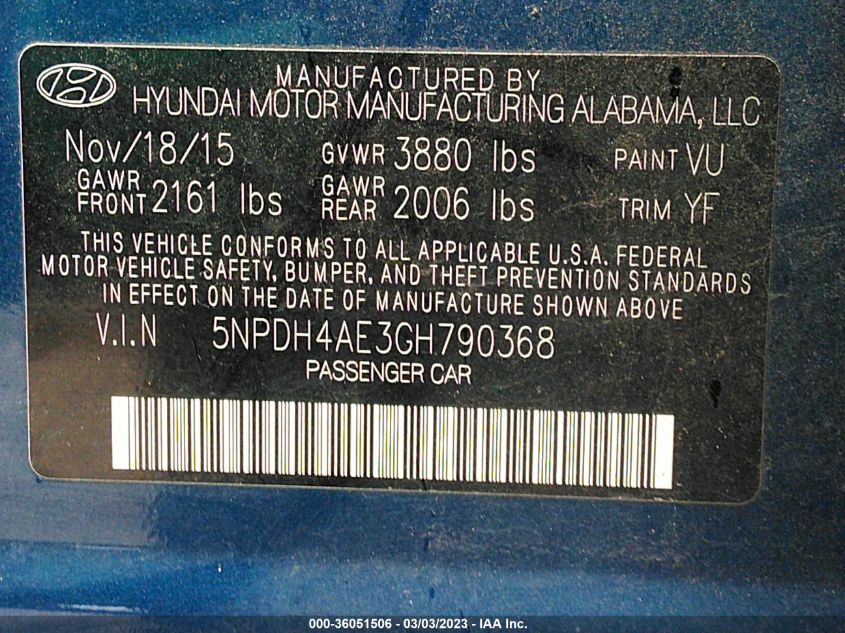 MANUFACTURED BY
HYUNDAI MOTOR MANUFACTURING ALABAMA, LLC
Nov/18/15 GVWR 3880 lbs PAINT VU
GAWR FRONT 2161 lbs GAWR REAR 2006 lbs TRIM YF
THIS VEHICLE CONFORMS TO ALL APPLICABLE U.S.A. FEDERAL
MOTOR VEHICLE SAFETY, BUMPER, AND THEFT PREVENTION STANDARDS
IN EFFECT ON THE DATE OF MANUFACTURE SHOWN ABOVE
V.I.N 5NPDH4AE3GH790368
PASSENGER CAR
000-36051506 - 03/03/2023 - IAA Inc.